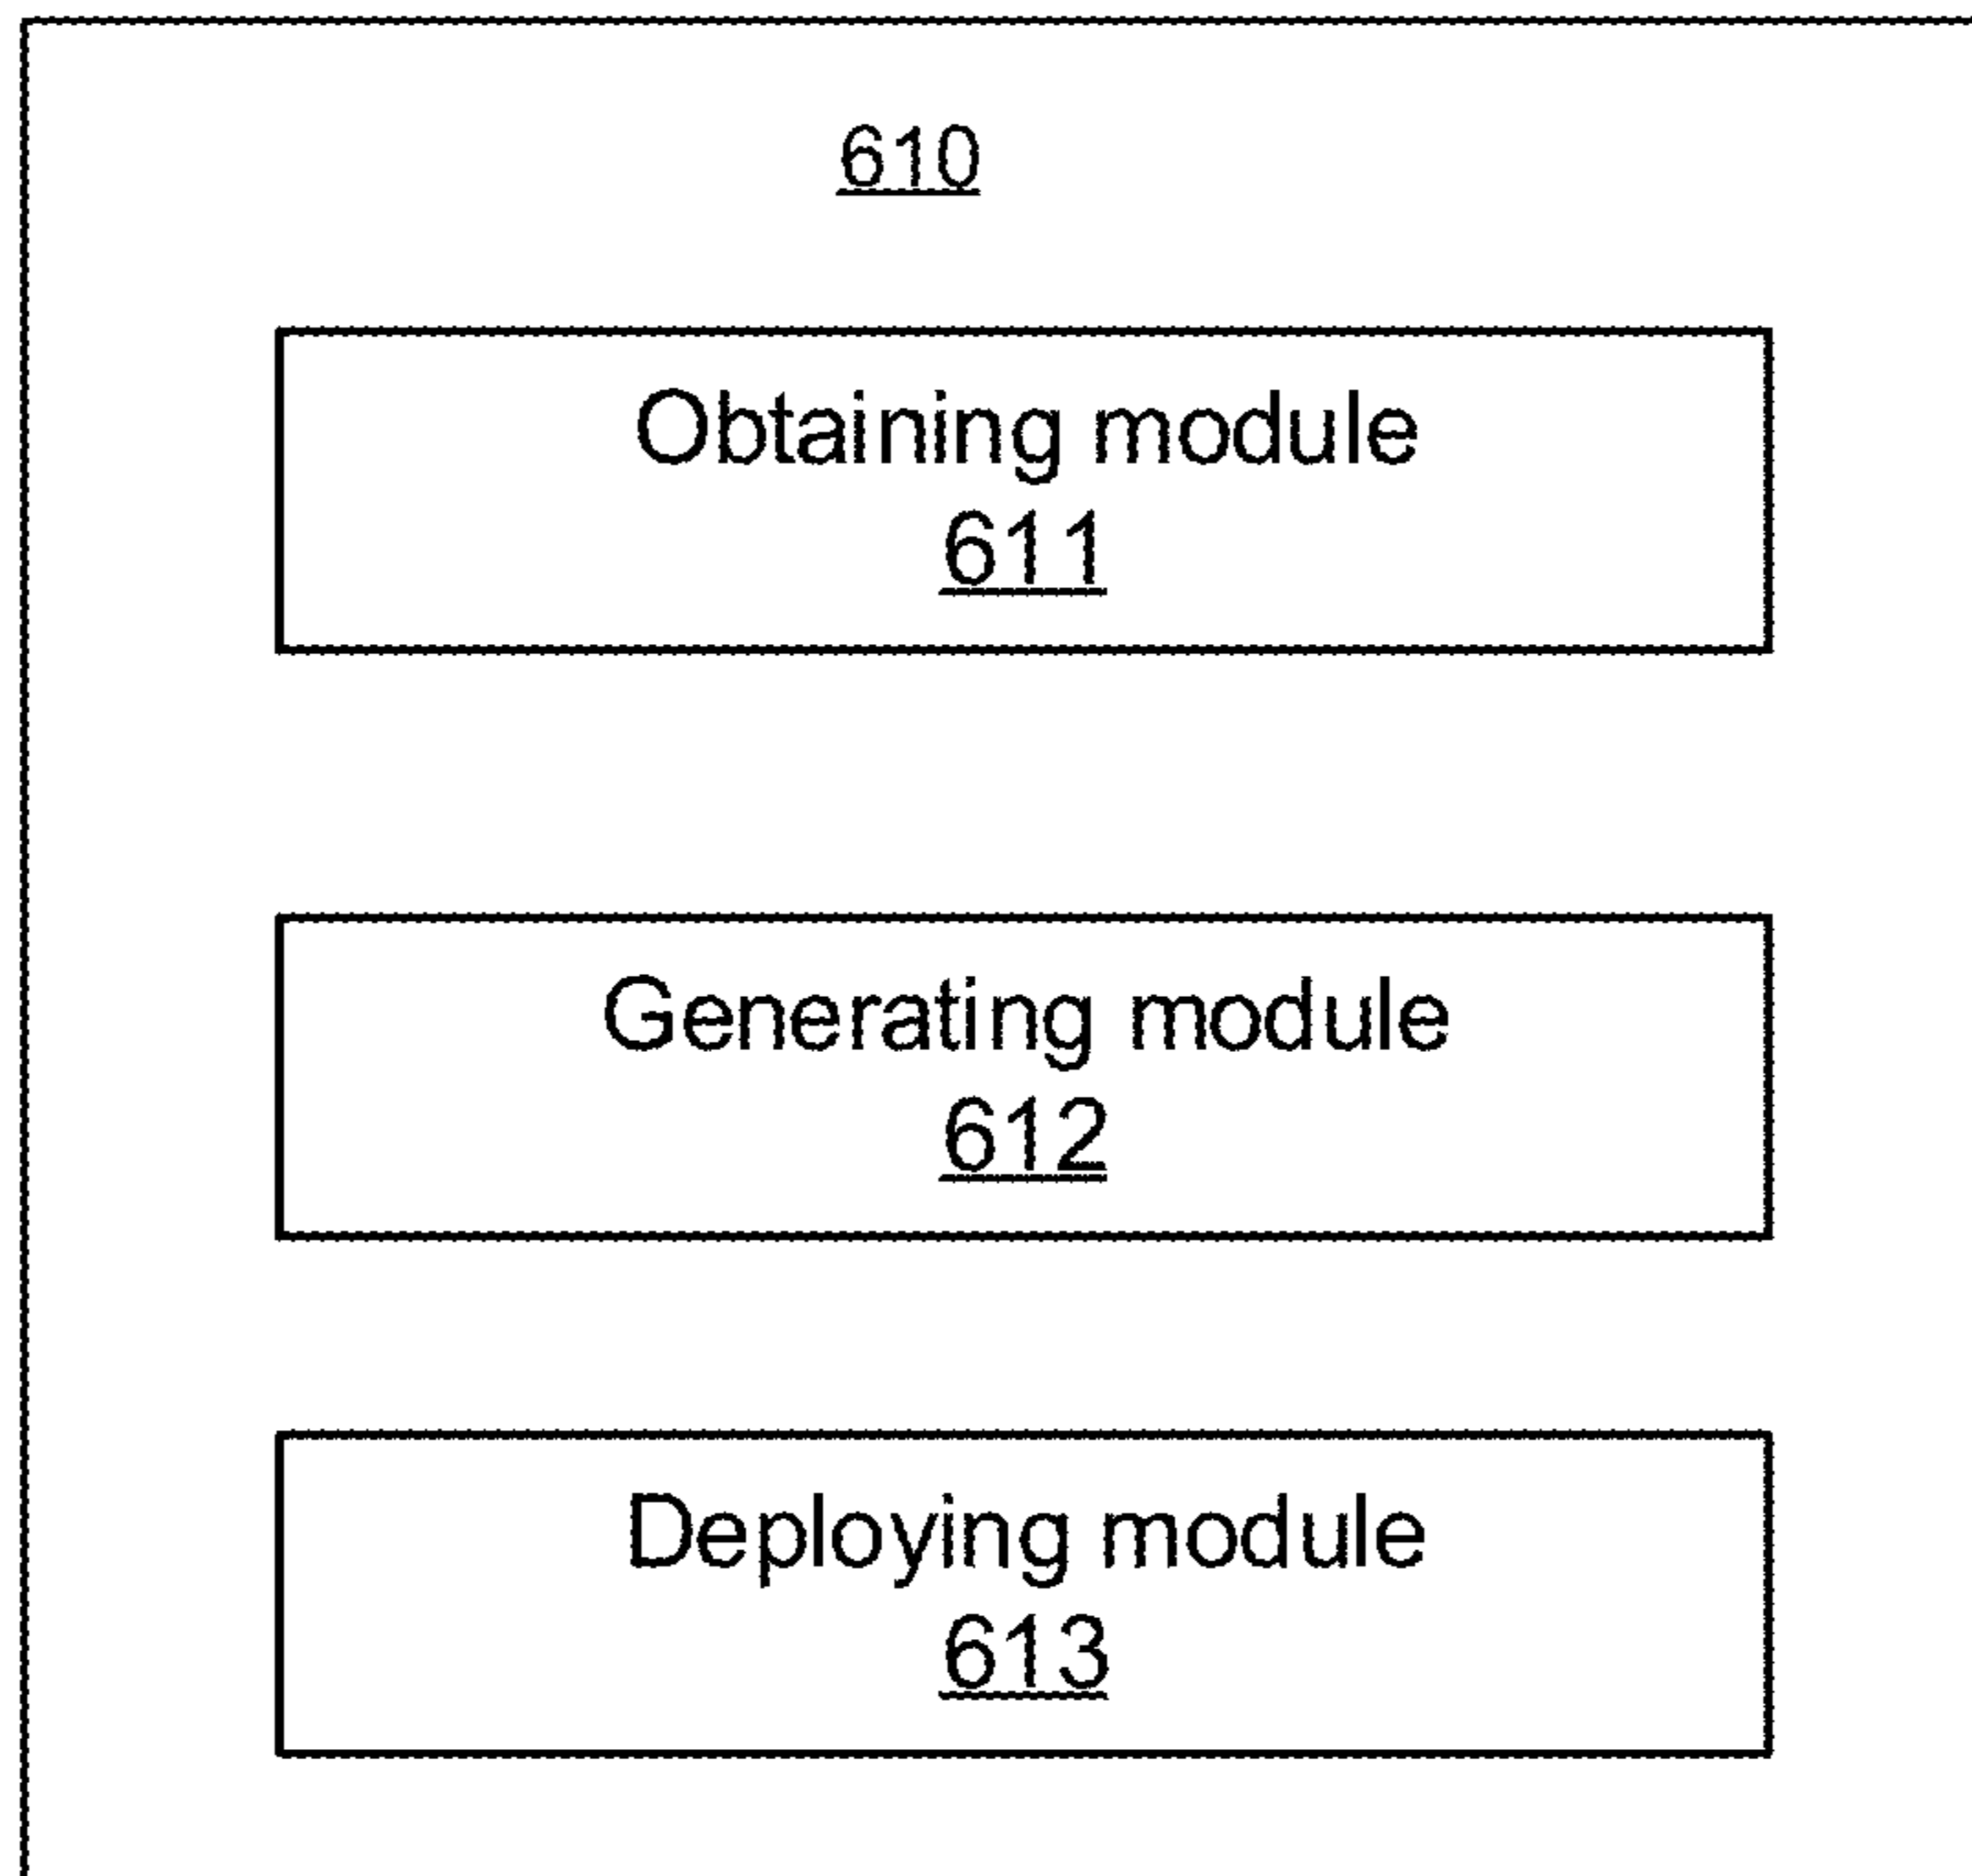 610
Obtaining module
611
Generating module
612
Deploying module
613